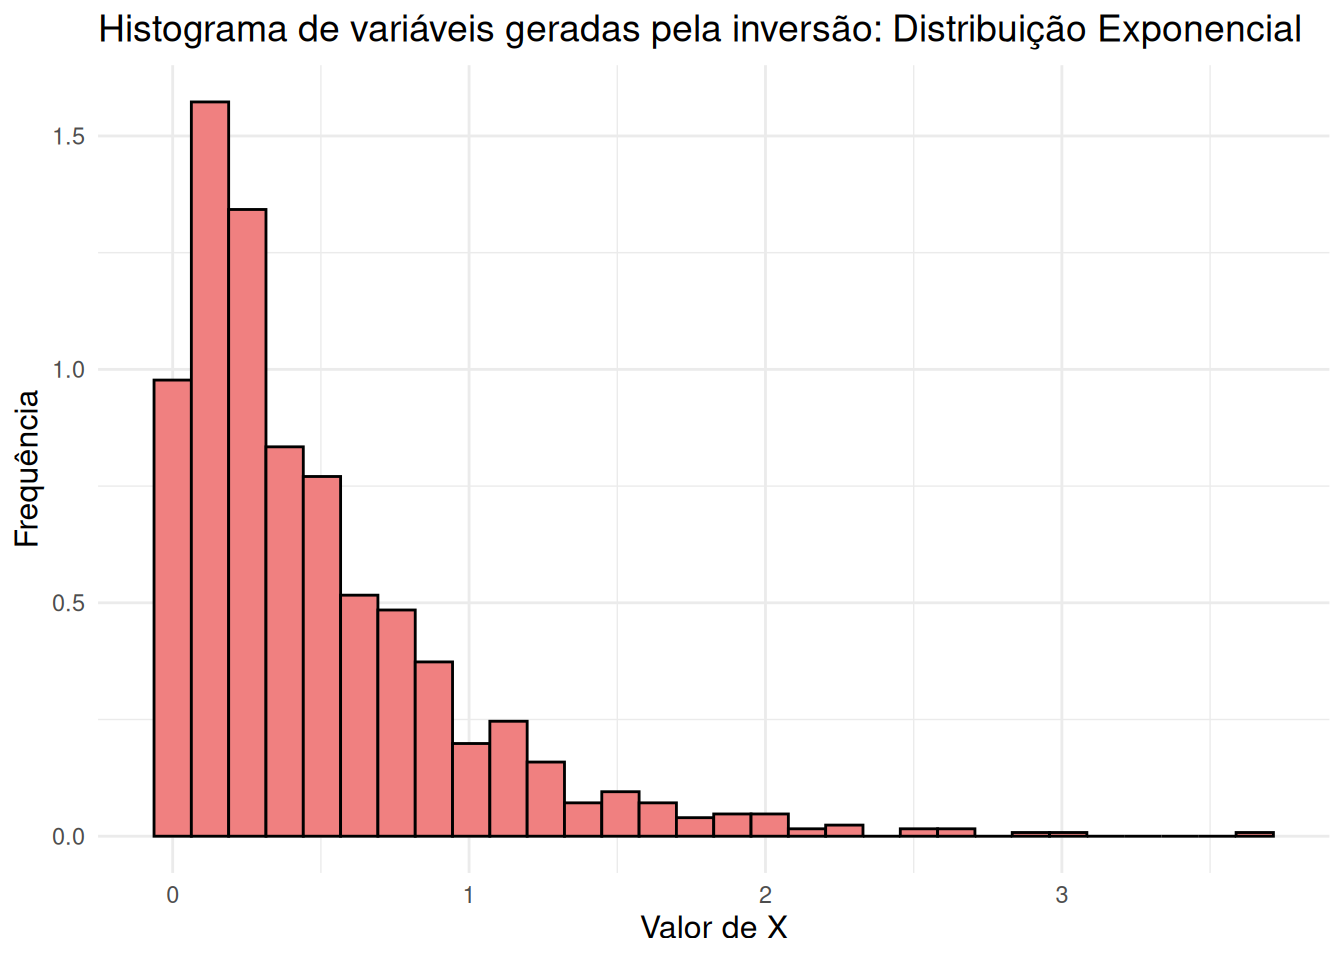 Histograma de variáveis geradas pela inversão: Distribuição Exponencial
1.5
1.0
0.5
0.0
Frequência
0 1 2 3
Valor de X